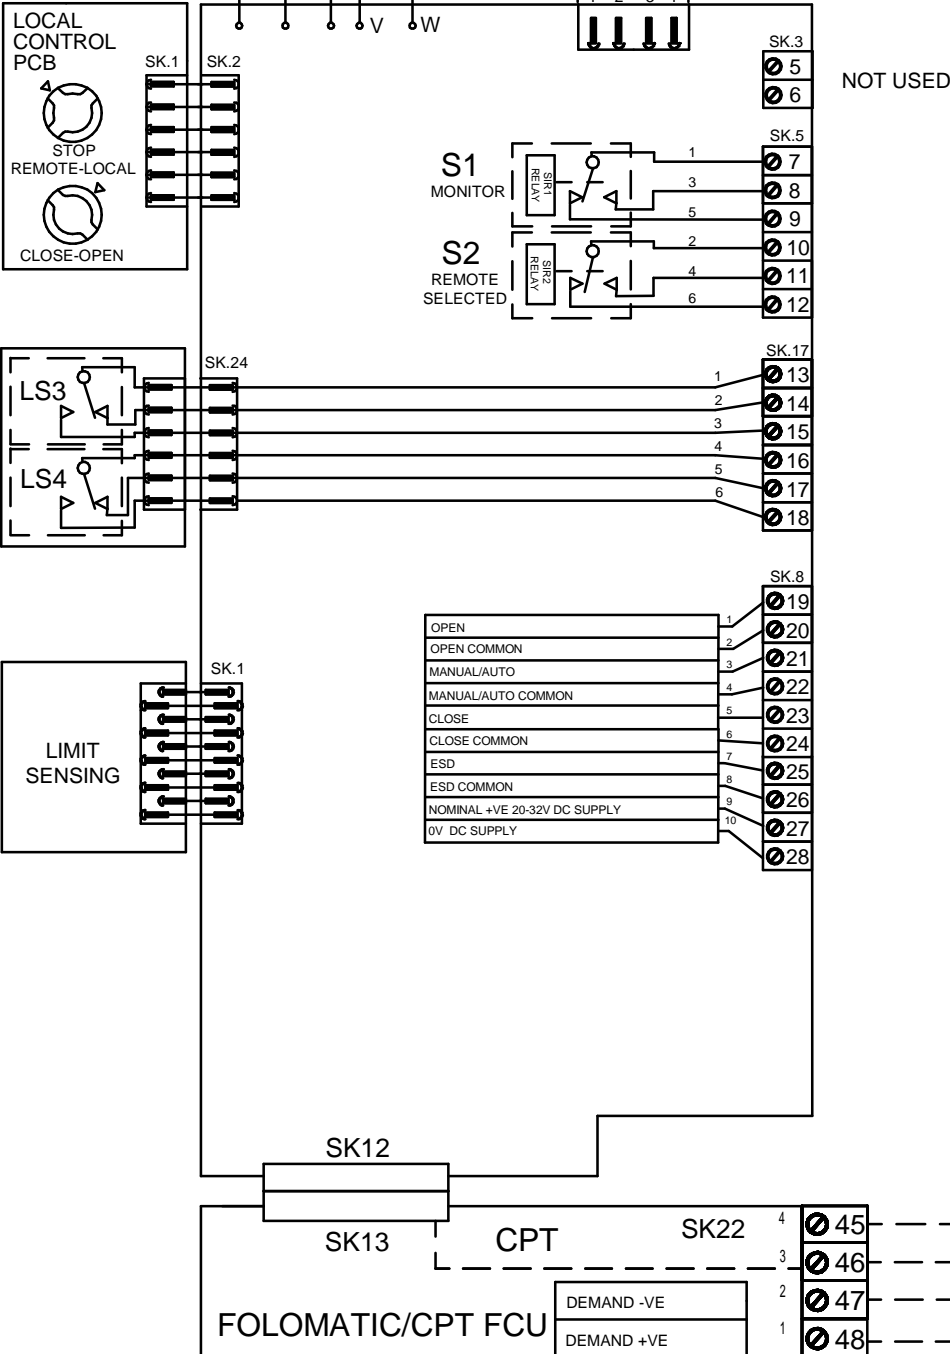 V
W
1 2 3 4
LOCAL
CONTROL
PCB
STOP
REMOTE-LOCAL
CLOSE-OPEN
SK.1
SK.2
SK.3
5
6
NOT USED
SK.5
S1
MONITOR
SIR1
RELAY
1
3
5
7
8
9
S2
REMOTE
SELECTED
SIR2
RELAY
2
4
6
10
11
12
LS3
LS4
SK.24
SK.17
1
2
3
4
5
6
13
14
15
16
17
18
SK.8
OPEN
1
19
OPEN COMMON
2
20
MANUAL/AUTO
3
21
MANUAL/AUTO COMMON
4
22
CLOSE
5
23
CLOSE COMMON
6
24
ESD
7
25
ESD COMMON
8
26
NOMINAL +VE 20-32V DC SUPPLY
9
27
0V DC SUPPLY
10
28
LIMIT
SENSING
SK.1
SK12
SK13
CPT
SK22
4
45
3
46
FOLOMATIC/CPT FCU
DEMAND -VE
2
47
DEMAND +VE
1
48